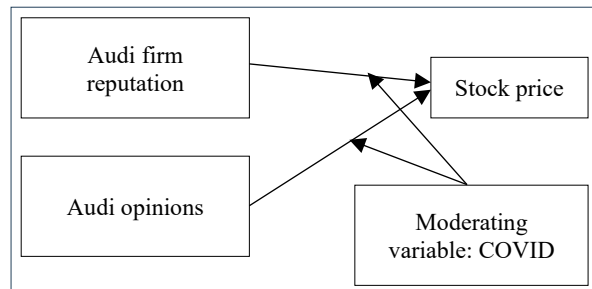 Audi firm
reputation
Stock price
Audi opinions
Moderating
variable: COVID